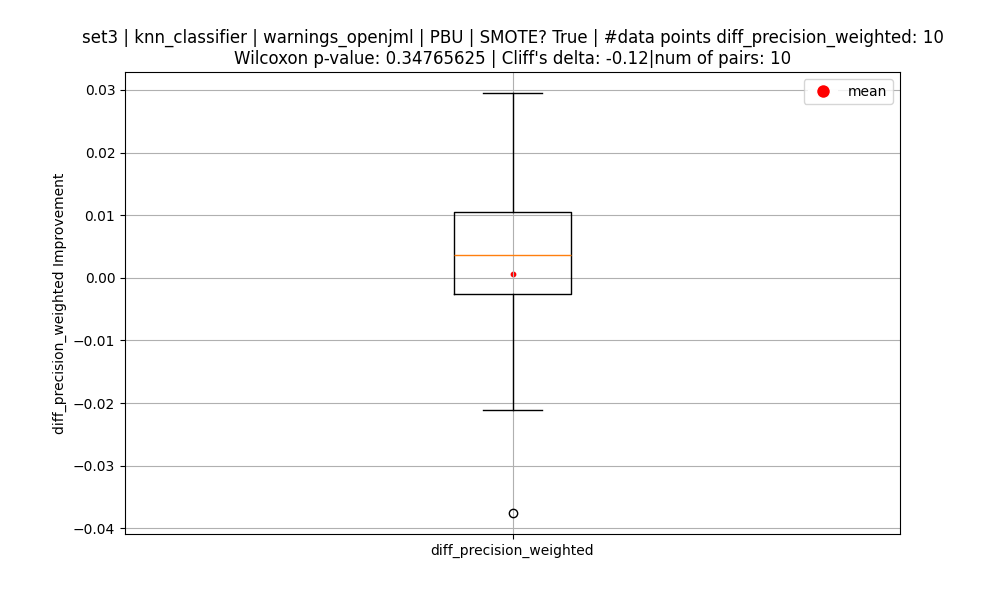 set3 | knn_classifier | warnings_openjml | PBU | SMOTE? True | #data points diff_precision_weighted: 10
Wilcoxon p-value: 0.34765625 | Cliff's delta: -0.12|num of pairs: 10
mean
0.03
0.02
0.01
0.00
−0.01
−0.02
−0.03
−0.04
diff_precision_weighted Improvement
diff_precision_weighted